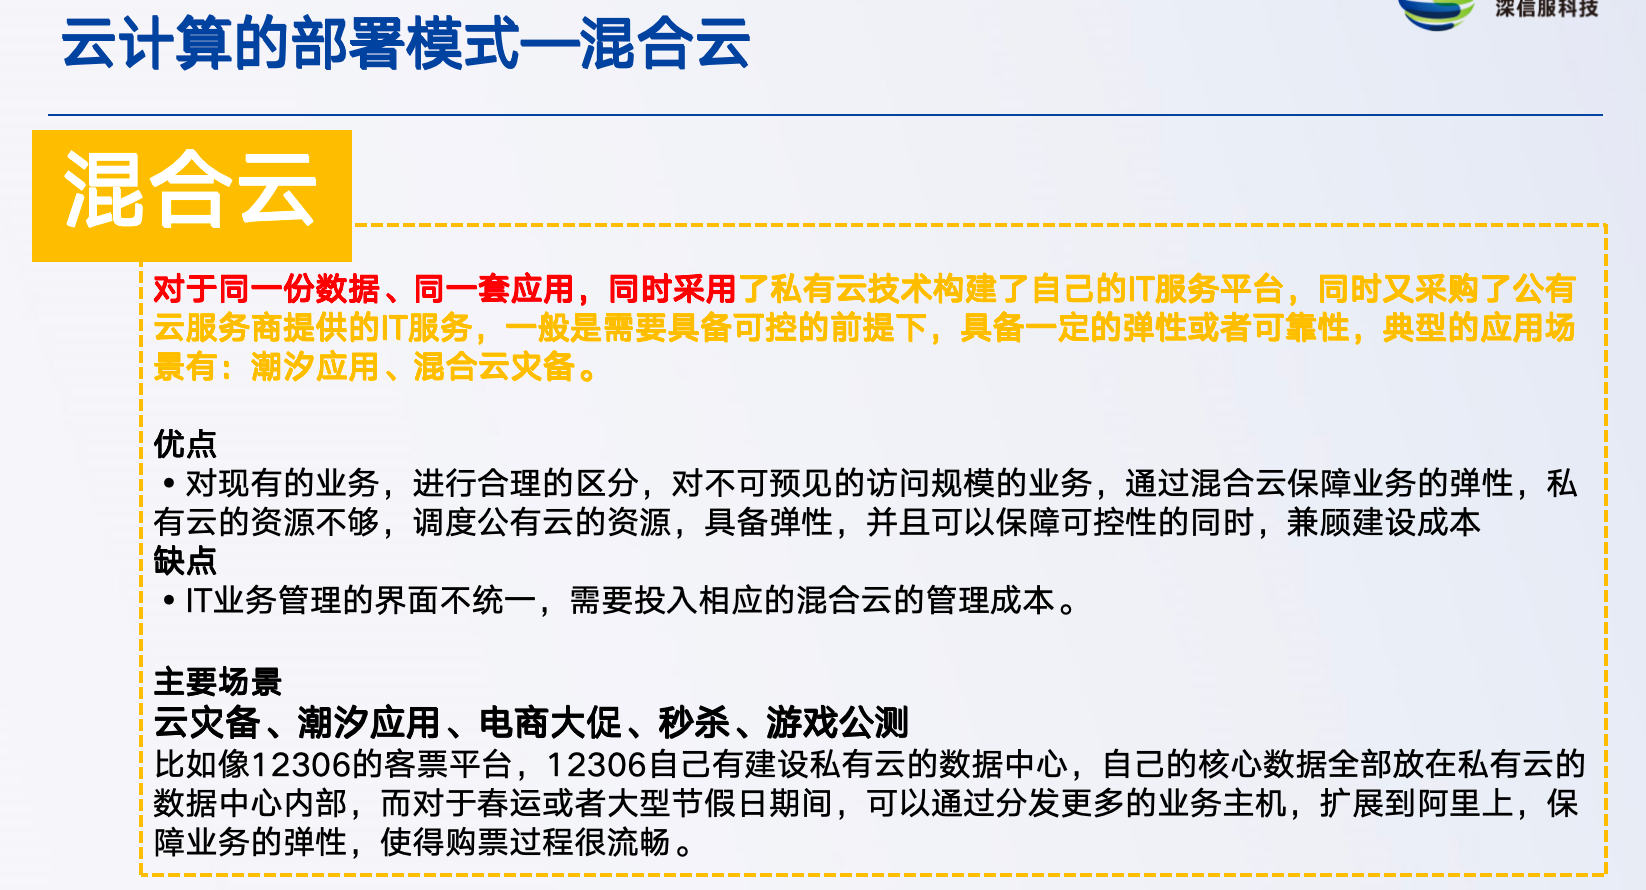 深信服科技
云计算的部署模式—混合云
混合云
对于同一份数据、同一套应用，同时采用了私有云技术构建了自己的IT服务平台，同时又采购了公有
云服务商提供的IT服务，一般是需要具备可控的前提下，具备一定的弹性或者可靠性，典型的应用场
景有：潮汐应用、混合云灾备。
优点
•对现有的业务，进行合理的区分，对不可预见的访问规模的业务，通过混合云保障业务的弹性，私
有云的资源不够，调度公有云的资源，具备弹性，并且可以保障可控性的同时，兼顾建设成本
缺点
•IT业务管理的界面不统一，需要投入相应的混合云的管理成本。
主要场景
云灾备、潮汐应用、电商大促、秒杀、游戏公测
比如像12306的客票平台，12306自己有建设私有云的数据中心，自己的核心数据全部放在私有云的
数据中心内部，而对于春运或者大型节假日期间，可以通过分发更多的业务主机，扩展到阿里上，保
障业务的弹性，使得购票过程很流畅。